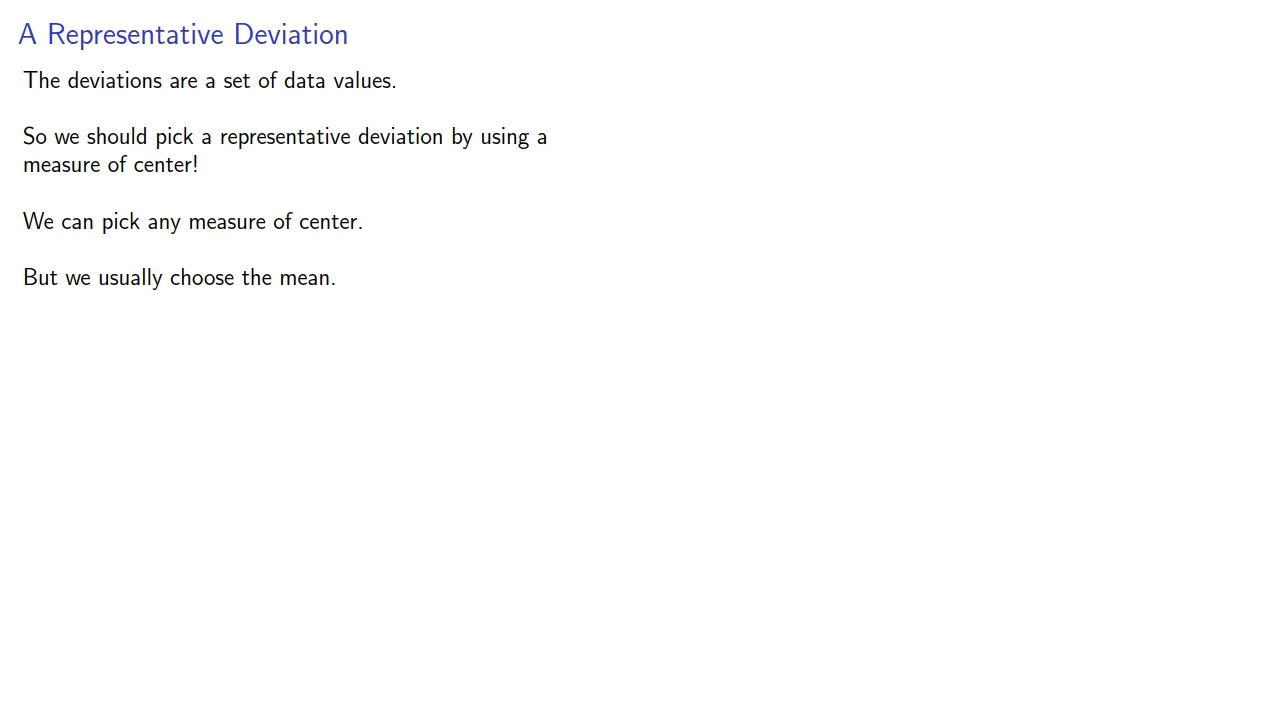 A Representative Deviation
The deviations are a set of data values.
So we should pick a representative deviation by using a
measure of center!
We can pick any measure of center.
But we usually choose the mean.